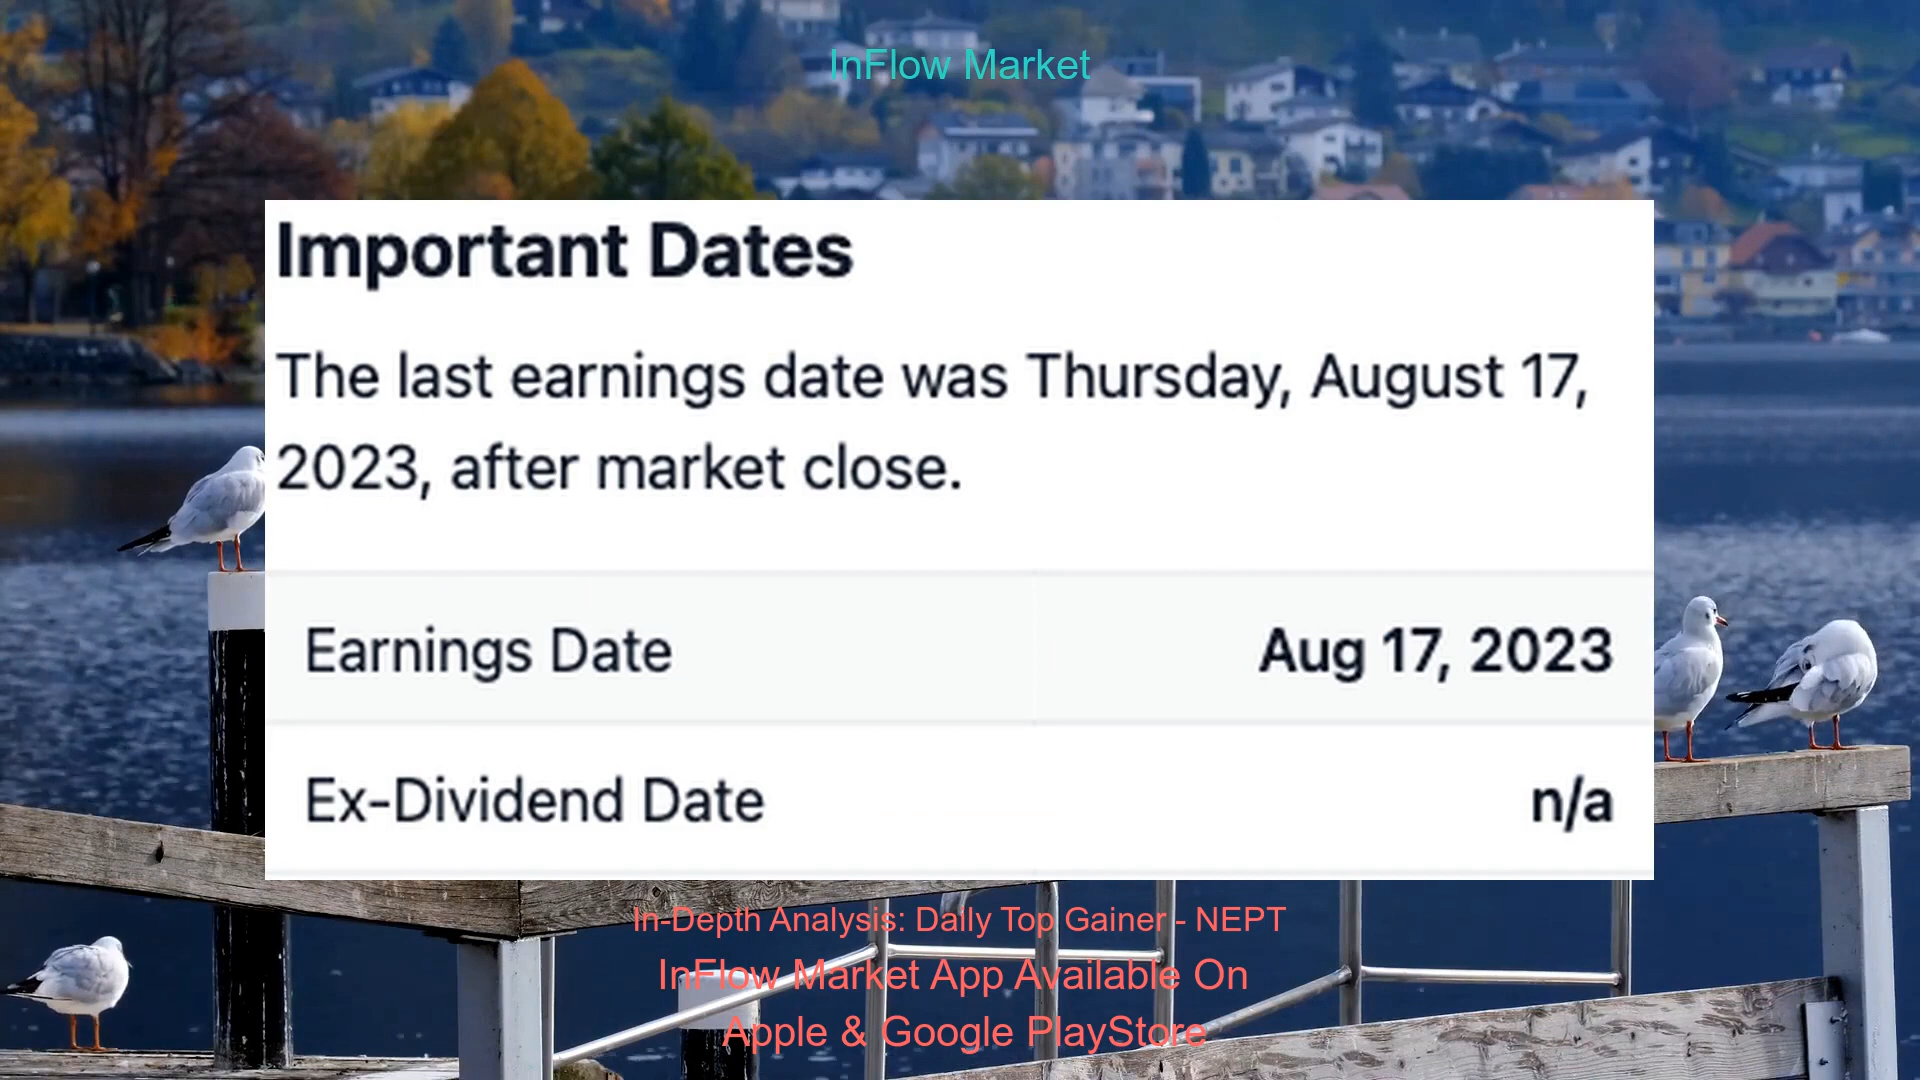 InFlow Market
Important Dates
The last earnings date was Thursday, August 17,
2023, after market close.
Earnings Date Aug 17, 2023
Ex-Dividend Date n/a
In-Depth Analysis: Daily Top Gainer - NEPT
InFlow Market App Available On
Apple & Google PlayStore